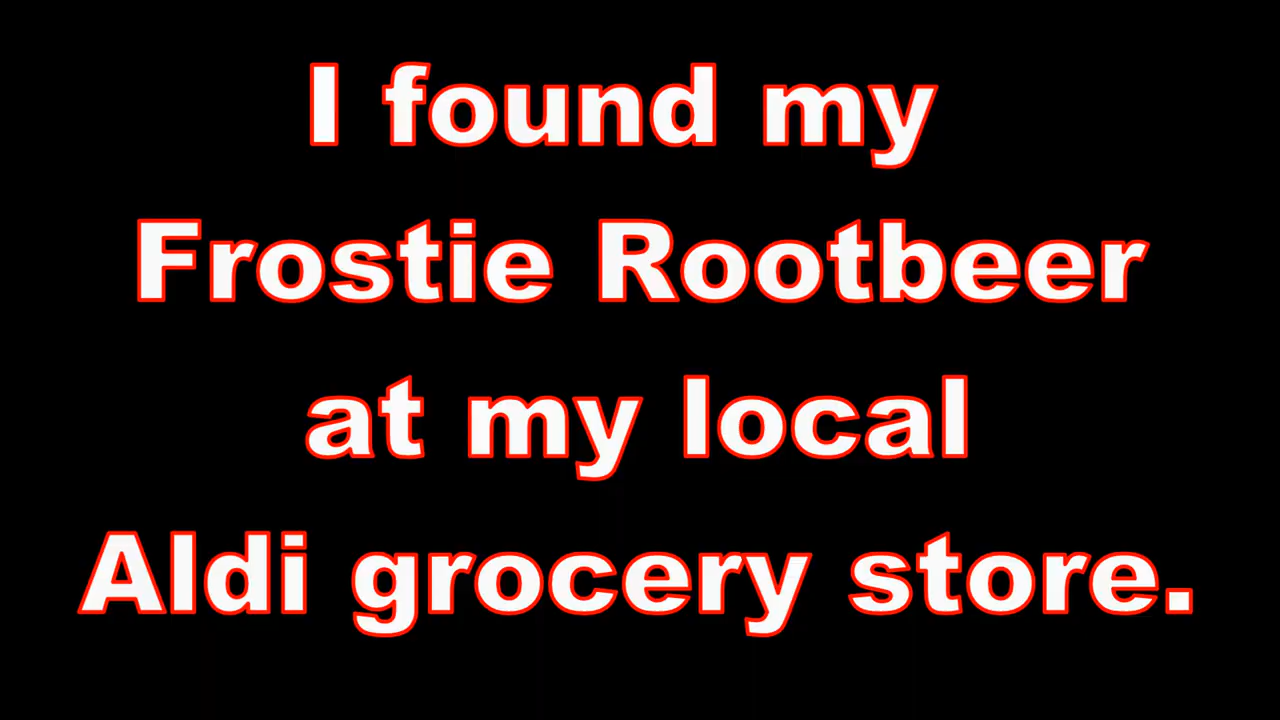 I found my
Frostie Rootbeer
at my local
Aldi grocery store.